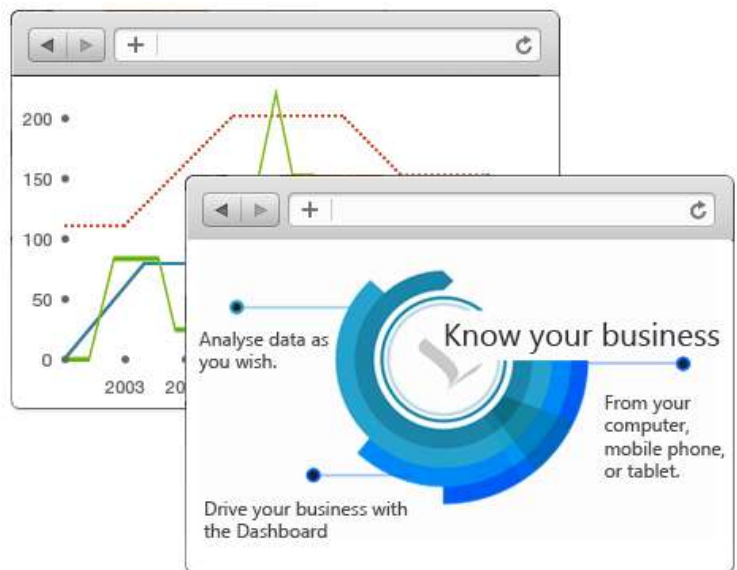 200
150
100
50
0
2003
Know your business
Analyse data as
you wish.
From your
computer,
mobile phone,
or tablet.
Drive your business with
the Dashboard